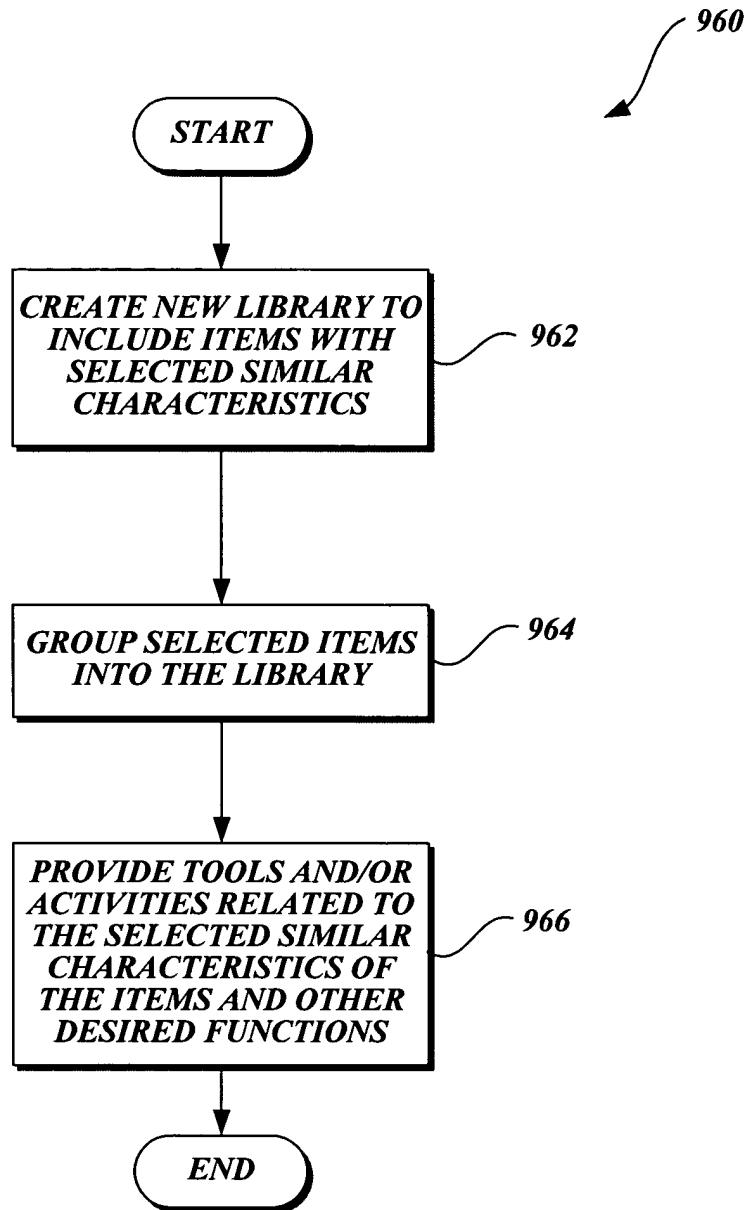 960
START
CREATE NEW LIBRARY TO
INCLUDE ITEMS WITH
SELECTED SIMILAR
CHARACTERISTICS
962
GROUP SELECTED ITEMS
INTO THE LIBRARY
964
PROVIDE TOOLS AND/OR
ACTIVITIES RELATED TO
THE SELECTED SIMILAR
CHARACTERISTICS OF
THE ITEMS AND OTHER
DESIRED FUNCTIONS
966
END